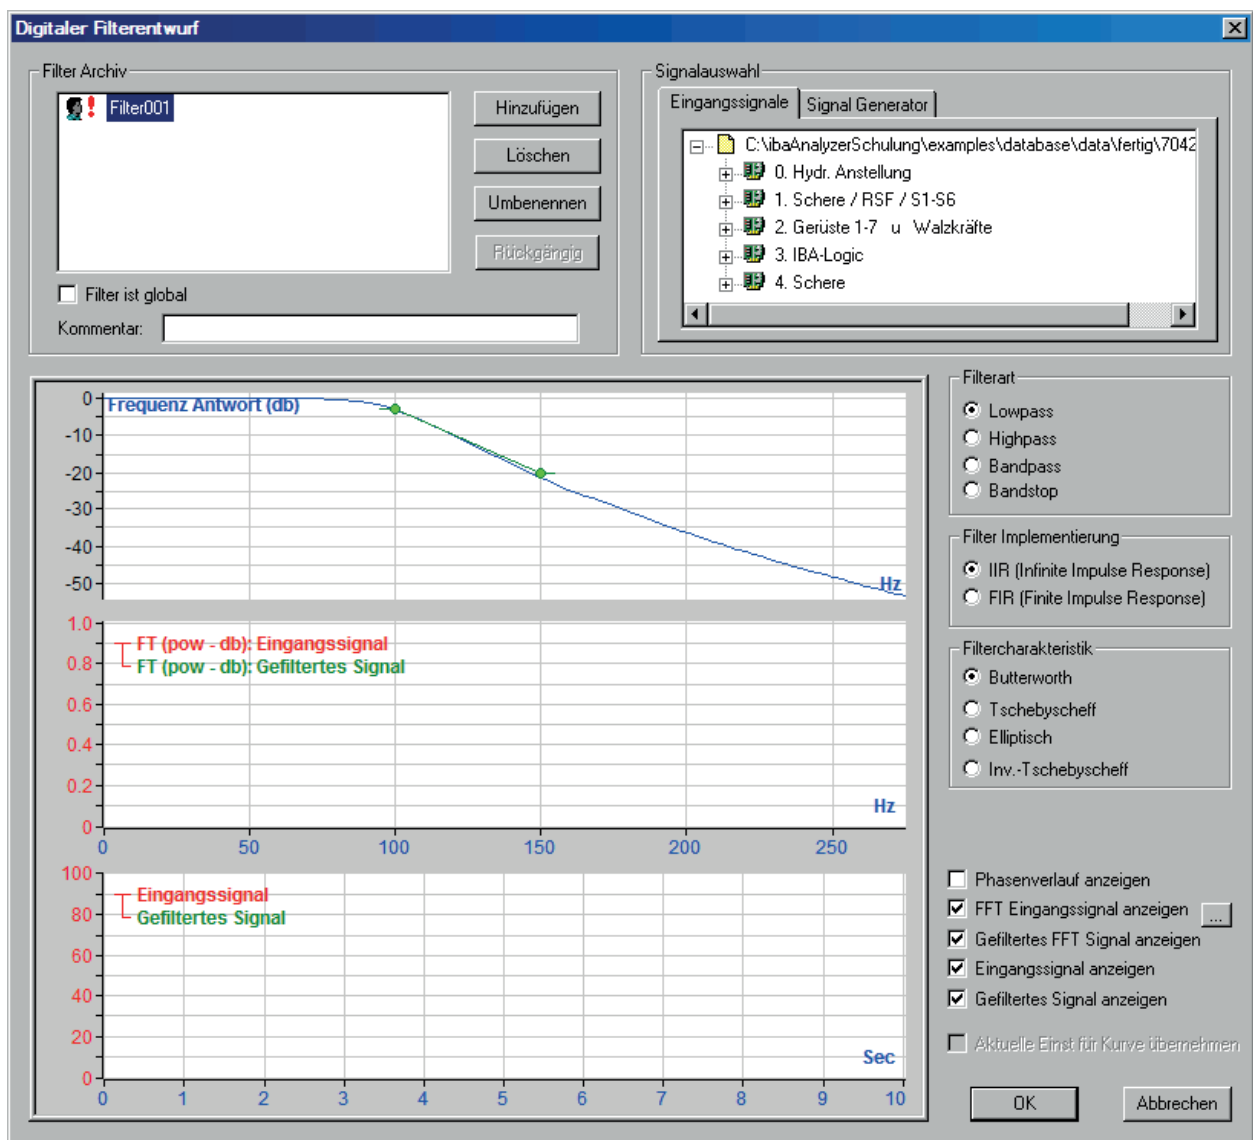 Digitaler Filterentwurf
Filter Archiv
Filter001
Hinzufügen
Löschen
Umbenennen
Rückgängig
Filter ist global
Kommentar:
Signalauswahl
Eingangssignale
Signal Generator
C:\ibaAnalyzerSchulung\examples\database\data\fertig\7042
0. Hydr. Anstellung
1. Schere / RSF / S1-S6
2. Gerüste 1-7 u Walzkräfte
3. IBA-Logic
4. Schere
Frequenz Antwort (db)
0
-10
-20
-30
-40
-50
Hz
FT (pow - db): Eingangssignal
FT (pow - db): Gefiltertes Signal
1.0
0.8
0.6
0.4
0.2
0
Hz
0 50 100 150 200 250
Eingangssignal
Gefiltertes Signal
100
80
60
40
20
0
Sec
0 1 2 3 4 5 6 7 8 9 10
Filterart
Lowpass
Highpass
Bandpass
Bandstop
Filter Implementierung
IIR (Infinite Impulse Response)
FIR (Finite Impulse Response)
Filtercharakteristik
Butterworth
Tschebyscheff
Elliptisch
Inv.-Tschebyscheff
Phasenverlauf anzeigen
FFT Eingangssignal anzeigen
...
Gefiltertes FFT Signal anzeigen
Eingangssignal anzeigen
Gefiltertes Signal anzeigen
Aktuelle Einst für Kurve übernehmen
OK
Abbrechen